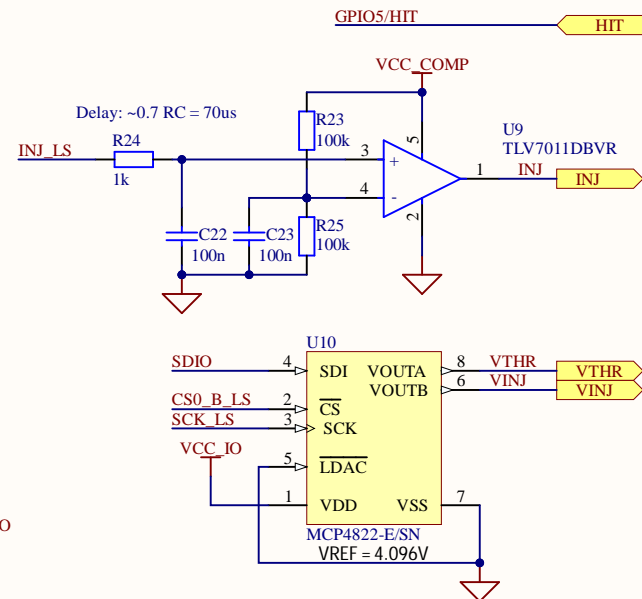 GPIO5/HIT
HIT
VCC_COMP
Delay: ~0.7 RC = 70us
R23
100k
U9
TLV7011DBVR
INJ_LS
R24
1k
3
+
5
1
INJ
INJ
4
-
2
C22
100n
C23
100n
R25
100k
U10
SDIO
4
SDI
VOUTA
8
VTHR
VTHR
VOUTB
6
VINJ
VINJ
CS0_B_LS
2
CS
SCK_LS
3
SCK
VCC_IO
5
LDAC
1
VDD
VSS
7
O
MCP4822-E/SN
VREF = 4.096V